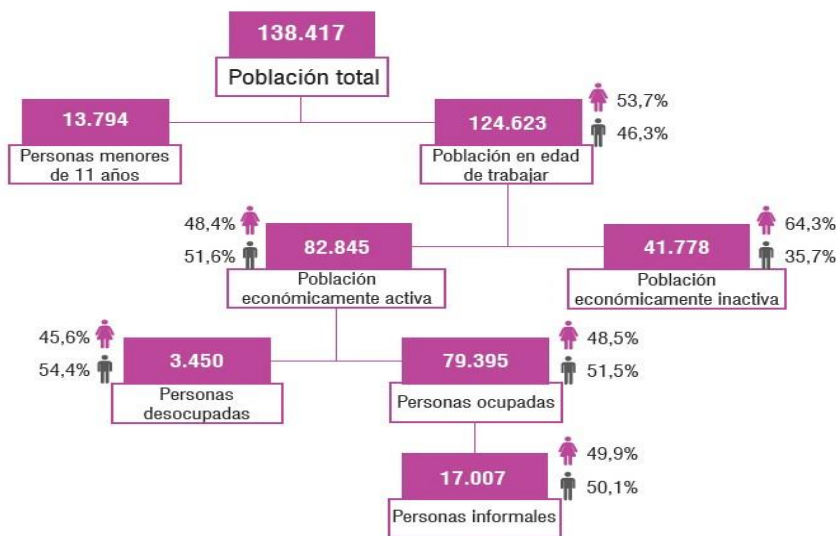 138.417
Población total
13.794
Personas menores
de 11 años
124.623
Población en edad
de trabajar
53,7%
46,3%
48,4%
51,6%
82.845
Población
económicamente activa
41.778
Población
económicamente inactiva
64,3%
35,7%
45,6%
54,4%
3.450
Personas
desocupadas
79.395
Personas ocupadas
48,5%
51,5%
17.007
Personas informales
49,9%
50,1%